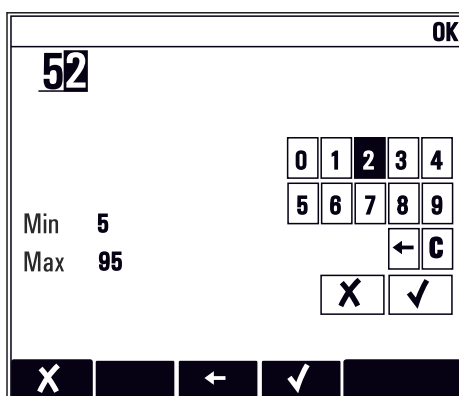 OK
52
0 1 2 3 4
5 6 7 8 9
Min 5
← C
Max 95
✗ ✓
✗ ← ✓